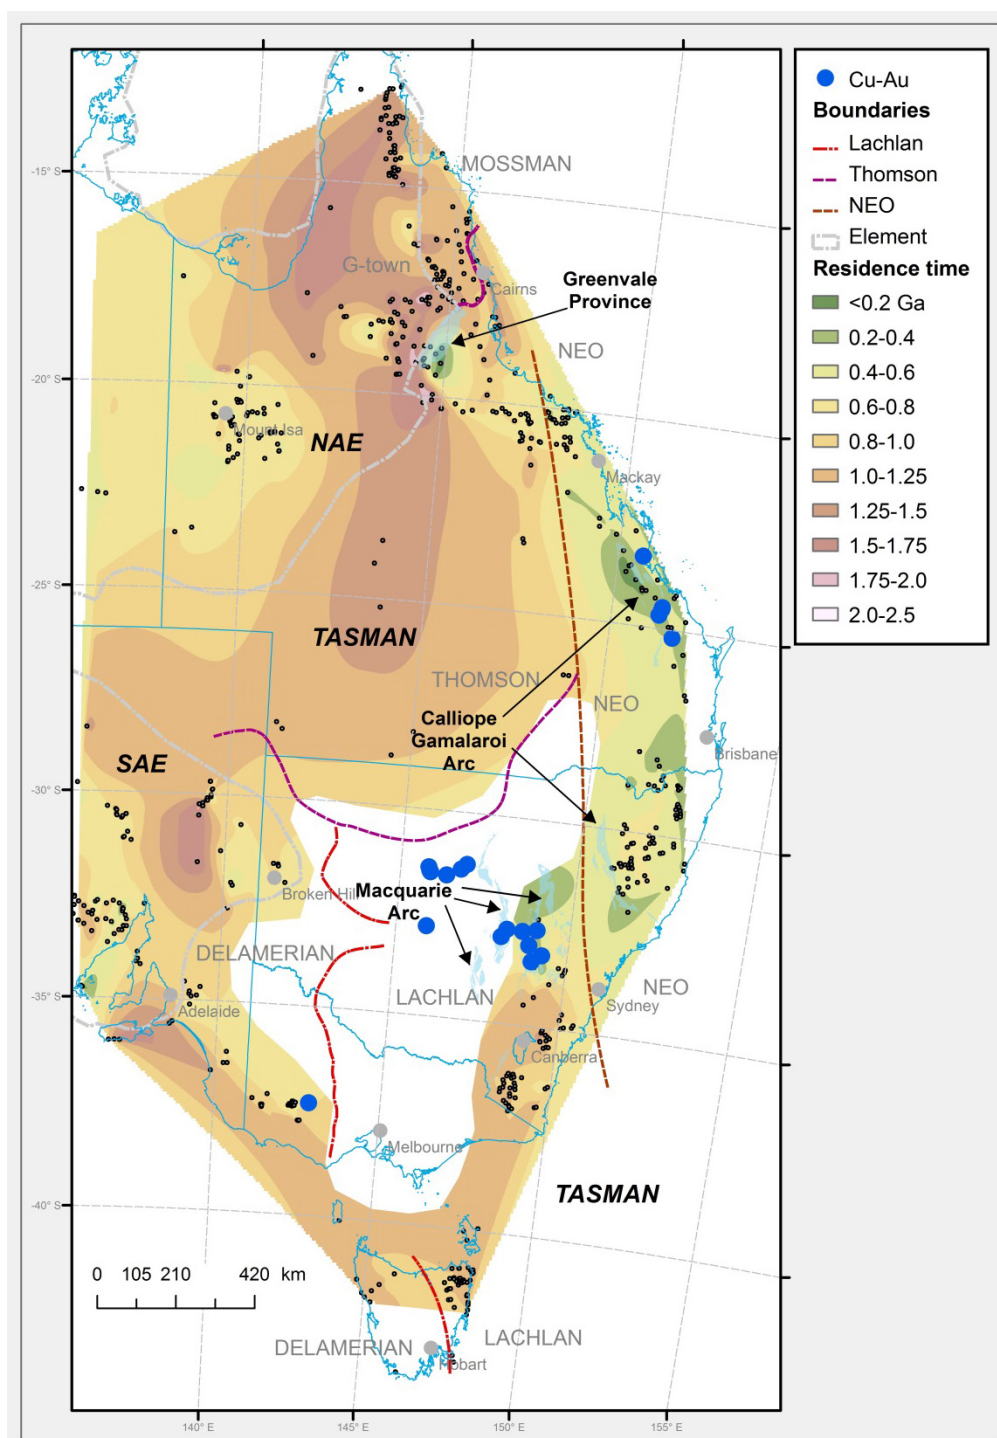 Cu-Au
Boundaries
Lachlan
Thomson
NEO
Element
Residence time
<0.2 Ga
0.2-0.4
0.4-0.6
0.6-0.8
0.8-1.0
1.0-1.25
1.25-1.5
1.5-1.75
1.75-2.0
2.0-2.5
-15° S
MOSSMAN
G-town
Cairns
Greenvale
Province
NEO
-20° S
Mount Isa
NAE
Mackay
-25° S
TASMAN
THOMSON
NEO
Calliope
Gamalaroi
Arc
Brisbane
SAE
-30° S
Broken Hill
Macquarie
Arc
DELAMERIAN
LACHLAN
NEO
-35° S
Adelaide
Sydney
Canberra
Melbourne
TASMAN
-40° S
0 105 210 420 km
DELAMERIAN
LACHLAN
Hobart
140° E
145° E
150° E
155° E